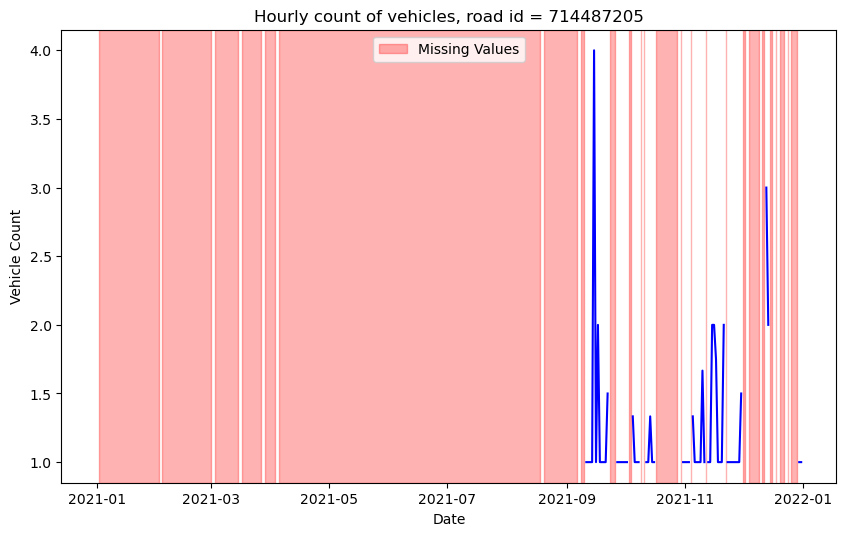 Hourly count of vehicles, road id = 714487205
Missing Values
Vehicle Count
4.0
3.5
3.0
2.5
2.0
1.5
1.0
2021-01 2021-03 2021-05 2021-07 2021-09 2021-11 2022-01
Date